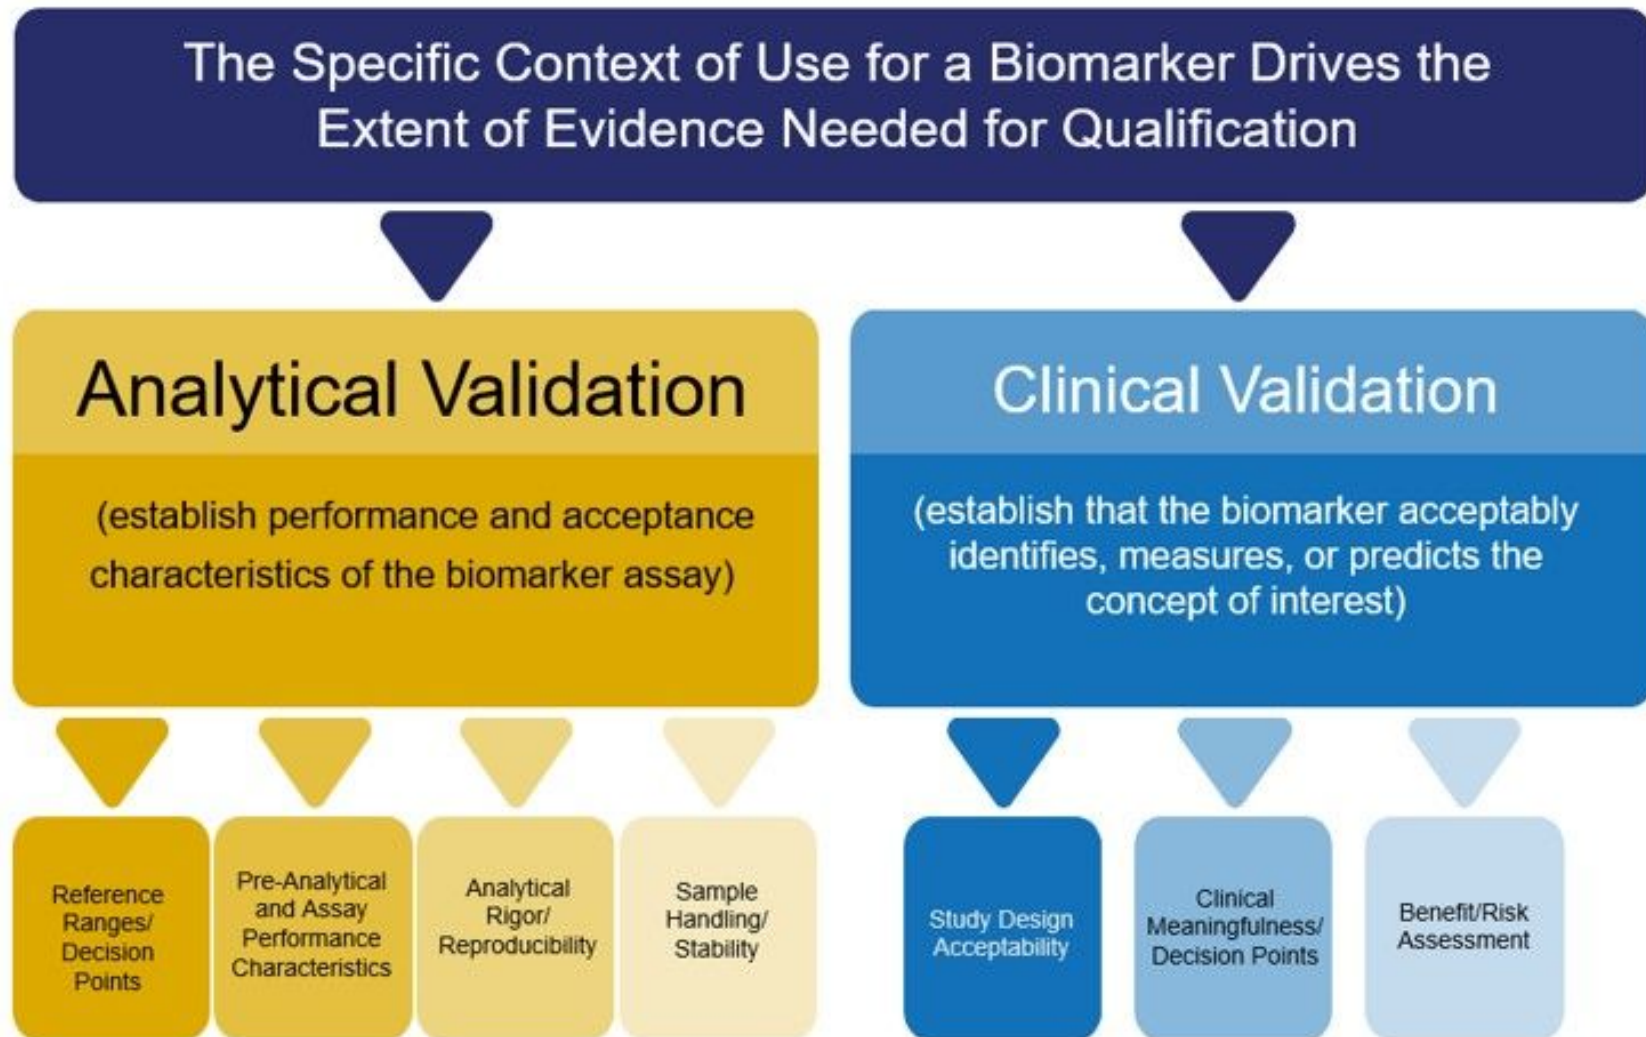 The Specific Context of Use for a Biomarker Drives the
Extent of Evidence Needed for Qualification
Analytical Validation
(establish performance and acceptance
characteristics of the biomarker assay)
Clinical Validation
(establish that the biomarker acceptably
identifies, measures, or predicts the
concept of interest)
Reference
Ranges/
Decision
Points
Pre-Analytical
and Assay
Performance
Characteristics
Analytical
Rigor/
Reproducibility
Sample
Handling/
Stability
Study Design
Acceptability
Clinical
Meaningfulness/
Decision Points
Benefit/Risk
Assessment